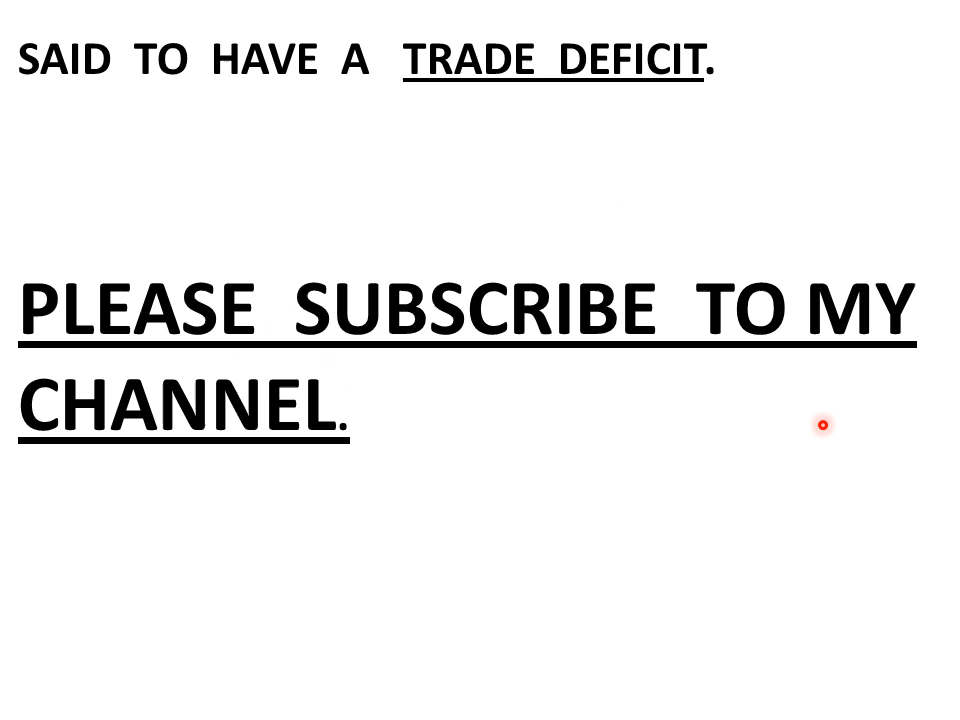 SAID TO HAVE A TRADE DEFICIT.
PLEASE SUBSCRIBE TO MY
CHANNEL.